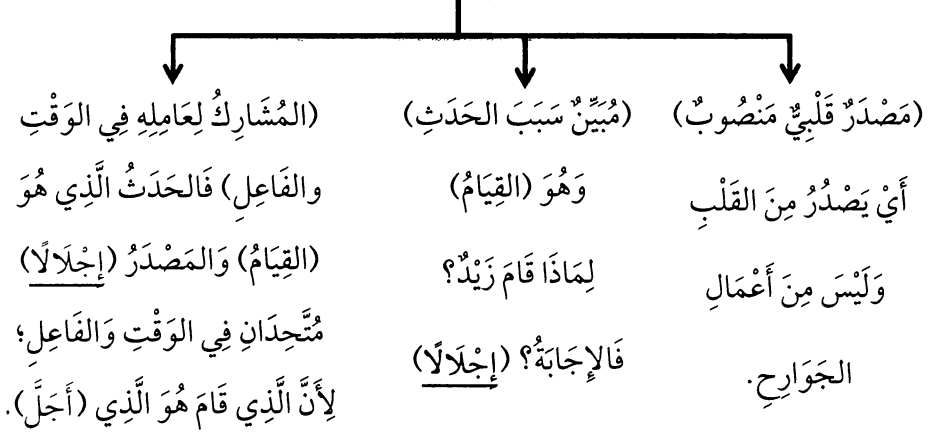 (مَصْدَرٌ قَلْبِيٌّ مَنْصُوبٌ)
أَيْ يَصْدُرُ مِنَ القَلْبِ
وَلَيْسَ مِنَ أَعْمَالِ
الجَوَارِحِ.
(مُبَيِّنٌ سَبَبَ الحَدَثِ)
وَهُوَ (القِيَامُ)
لِمَاذَا قَامَ زَيْدٌ؟
فَالإِجَابَةُ؟ (إِجْلَالًا)
(المُشَارِكُ لِعَامِلِهِ فِي الوَقْتِ
والفَاعِلِ) فَالحَدَثُ الَّذِي هُوَ
(القِيَامُ) وَالمَصْدَرُ (إِجْلَالًا)
مُتَّحِدَانِ فِي الوَقْتِ وَالفَاعِلِ؛
لِأَنَّ الَّذِي قَامَ هُوَ الَّذِي (أَجَلَّ).